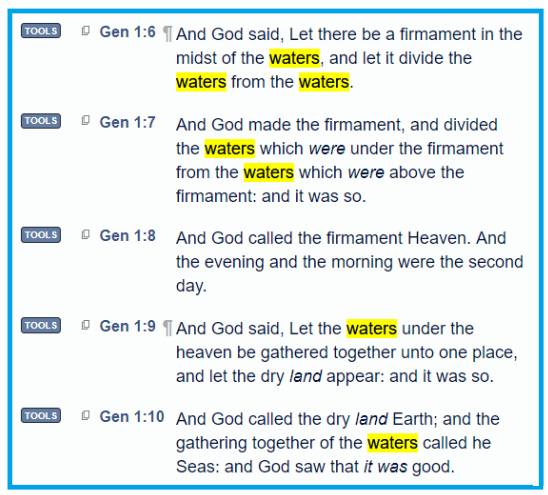 TOOLS Gen 1:6 ¶ And God said, Let there be a firmament in the
midst of the waters, and let it divide the
waters from the waters.
TOOLS Gen 1:7 And God made the firmament, and divided
the waters which were under the firmament
from the waters which were above the
firmament: and it was so.
TOOLS Gen 1:8 And God called the firmament Heaven. And
the evening and the morning were the second
day.
TOOLS Gen 1:9 ¶ And God said, Let the waters under the
heaven be gathered together unto one place,
and let the dry land appear: and it was so.
TOOLS Gen 1:10 And God called the dry land Earth; and the
gathering together of the waters called he
Seas: and God saw that it was good.